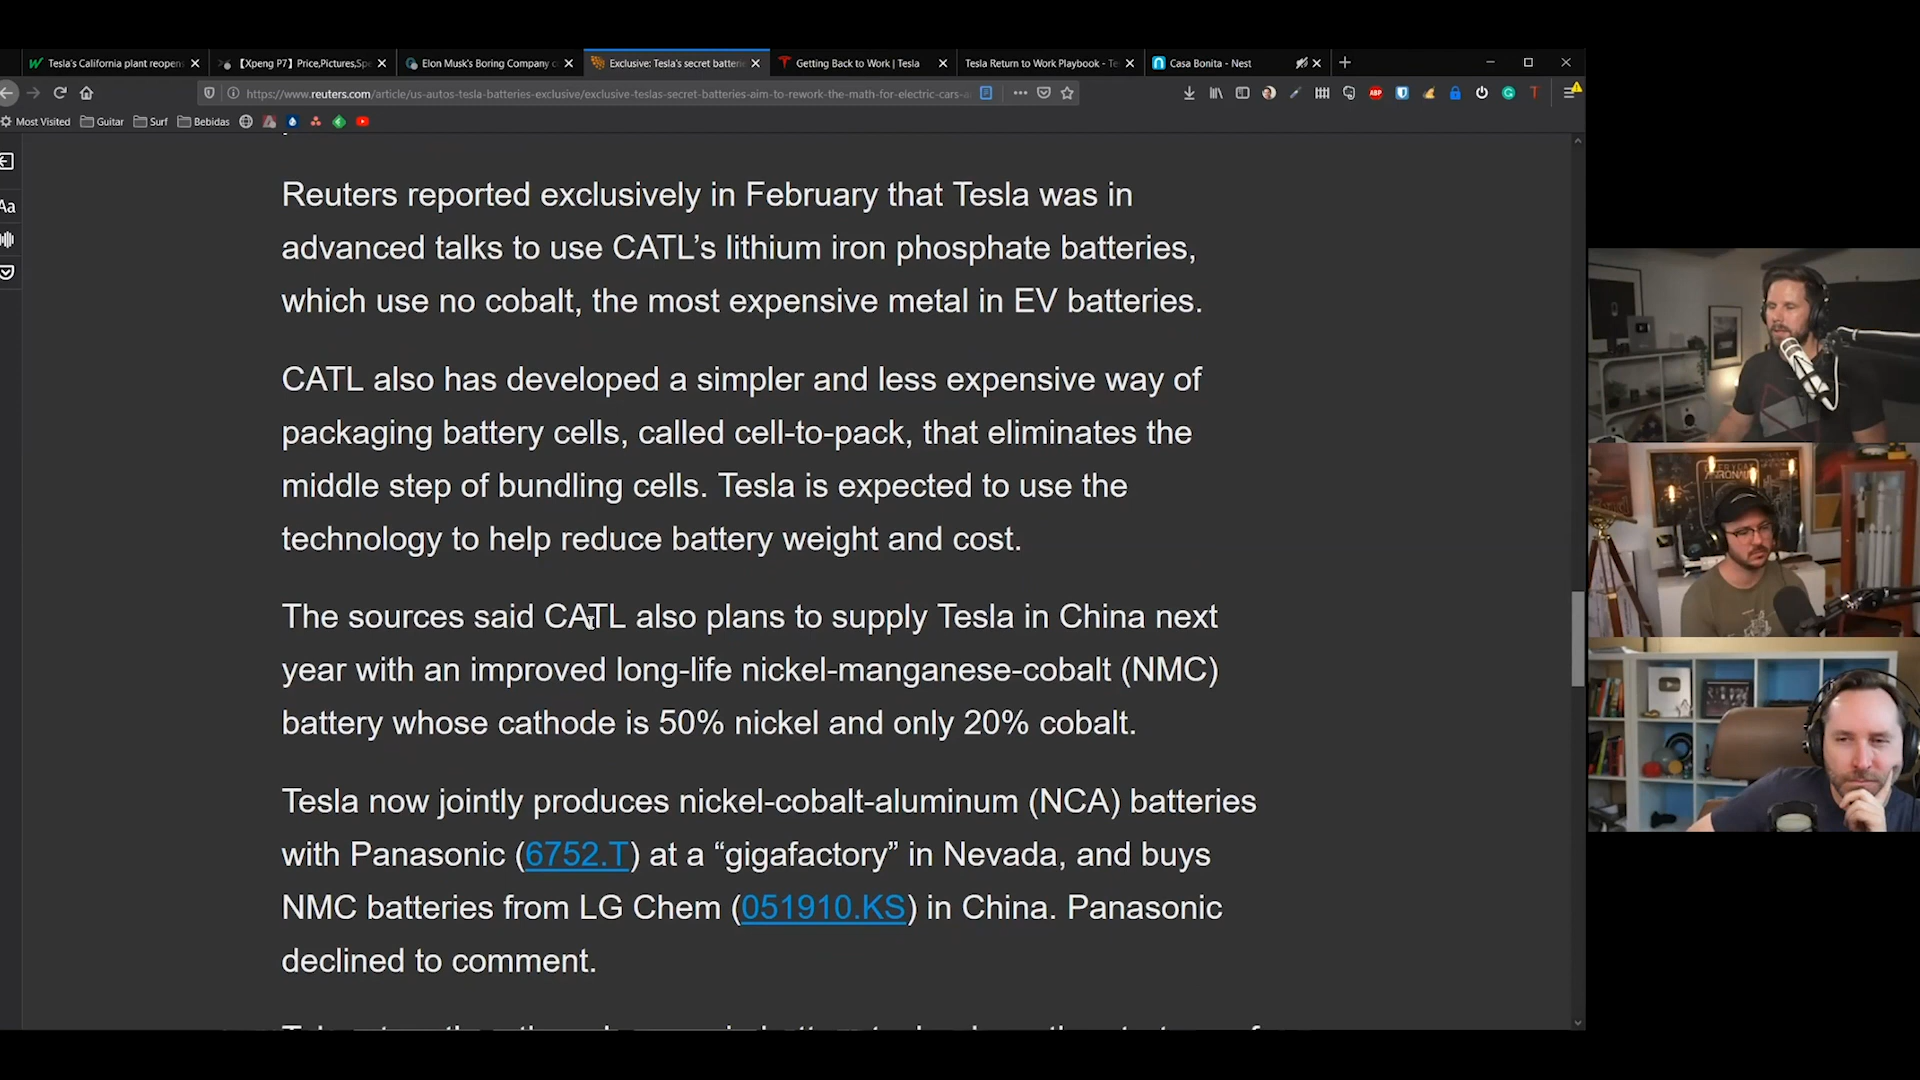 Tesla's California plant reopens
【Xpeng P7】Price,Pictures,Spe
Elon Musk's Boring Company c
Exclusive: Tesla's secret batterie
Getting Back to Work | Tesla
Tesla Return to Work Playbook - Te
Casa Bonita - Nest
https://www.reuters.com/article/us-autos-tesla-batteries-exclusive/exclusive-teslas-secret-batteries-aim-to-rework-the-math-for-electric-cars-a
ABP
Most Visited
Guitar
Surf
Bebidas
Aa
Reuters reported exclusively in February that Tesla was in
advanced talks to use CATL’s lithium iron phosphate batteries,
which use no cobalt, the most expensive metal in EV batteries.
CATL also has developed a simpler and less expensive way of
packaging battery cells, called cell-to-pack, that eliminates the
middle step of bundling cells. Tesla is expected to use the
technology to help reduce battery weight and cost.
The sources said CATL also plans to supply Tesla in China next
year with an improved long-life nickel-manganese-cobalt (NMC)
battery whose cathode is 50% nickel and only 20% cobalt.
Tesla now jointly produces nickel-cobalt-aluminum (NCA) batteries
with Panasonic (6752.T) at a “gigafactory” in Nevada, and buys
NMC batteries from LG Chem (051910.KS) in China. Panasonic
declined to comment.